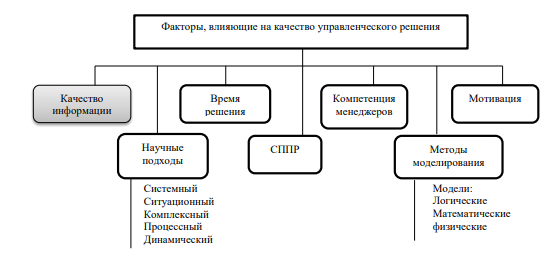 Факторы, влияющие на качество управленческого решения
Качество
информации
Время
решения
Компетенция
менеджеров
Мотивация
Научные
подходы
СППР
Методы
моделирования
Системный
Ситуационный
Комплексный
Процессный
Динамический
Модели:
Логические
Математические
физические